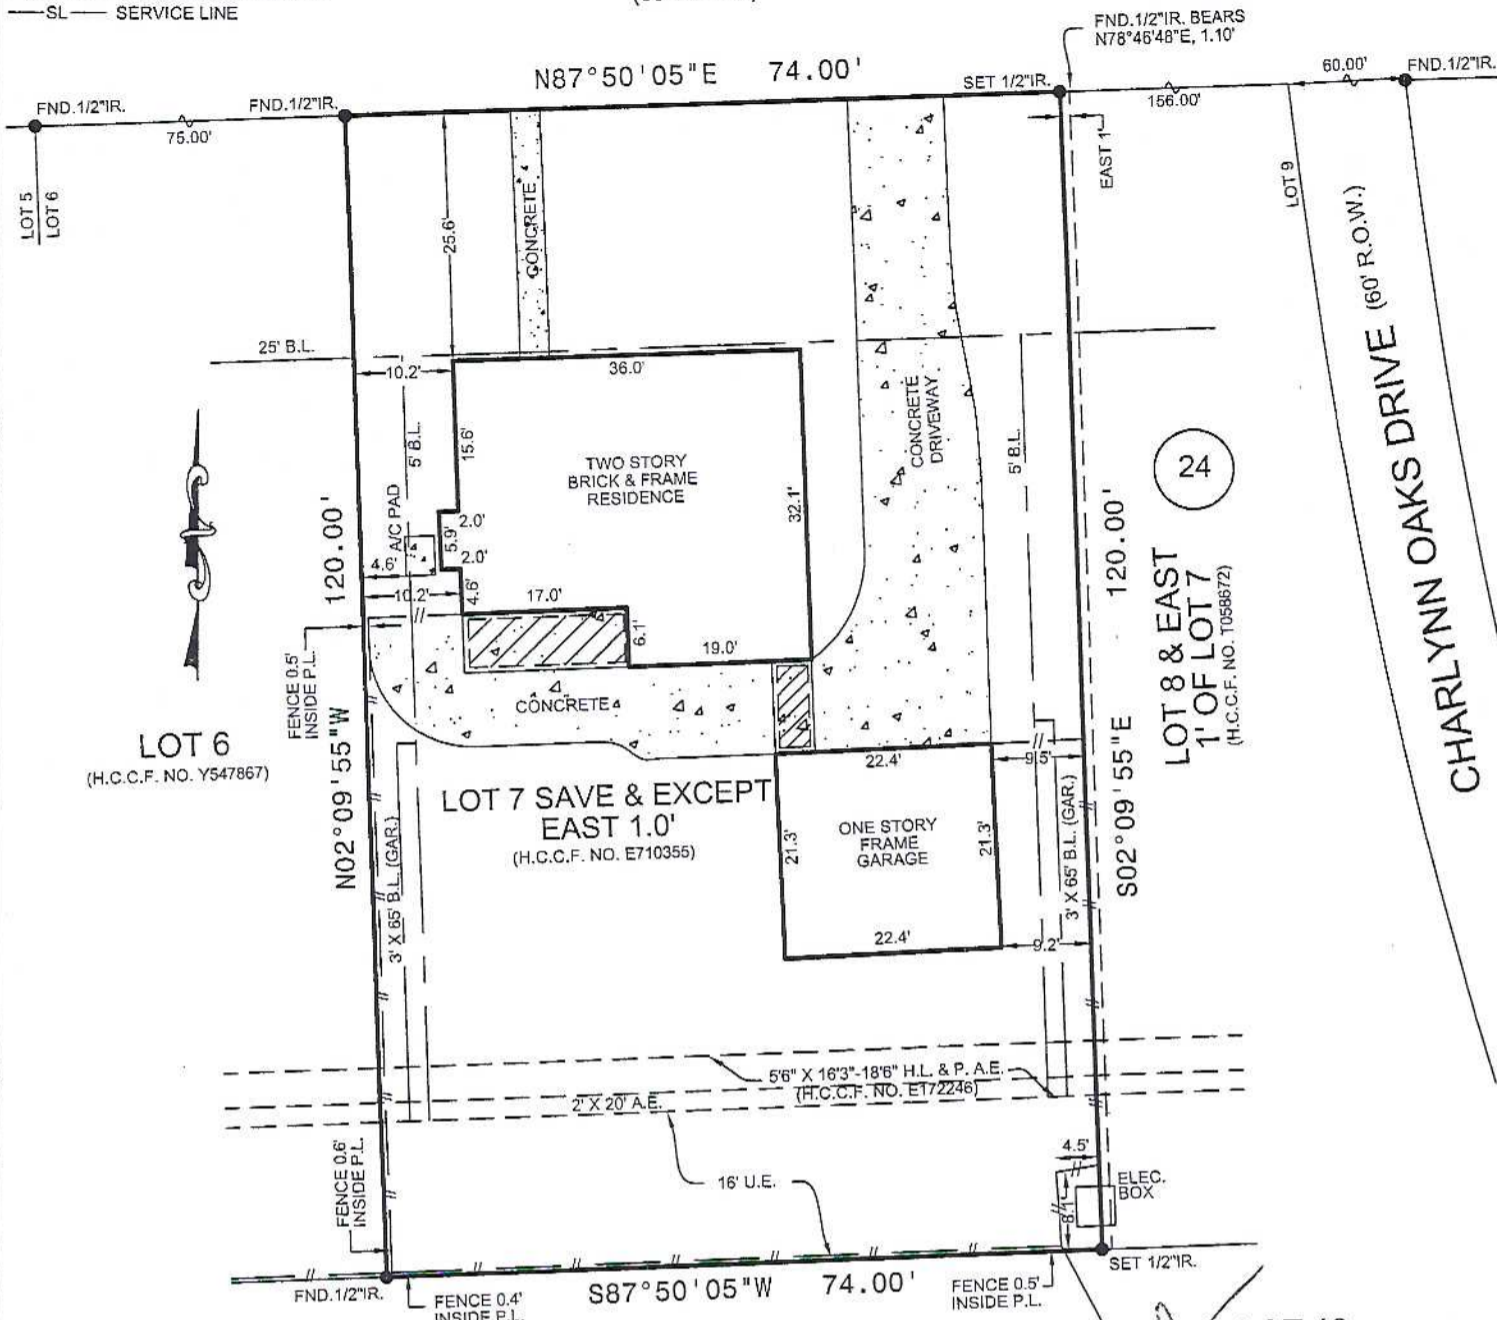 SL SERVICE LINE
FND.1/2"IR. BEARS
N78°46'48"E, 1.10'
N87°50'05"E 74.00'
FND.1/2"IR.
75.00'
FND.1/2"IR.
SET 1/2"IR.
156.00'
60.00'
FND.1/2"IR.
LOT 5
LOT 6
EAST 1'
LOT 9
25.6'
CONCRETE
25' B.L.
10.2'
36.0'
5' B.L.
15.6'
TWO STORY
BRICK & FRAME
RESIDENCE
32.1'
CONCRETE
DRIVEWAY
5' B.L.
24
CHARLYNN OAKS DRIVE (60' R.O.W.)
A/C PAD
2.0'
5.9'
2.0'
4.6'
10.2'
4.6'
17.0'
6.1'
19.0'
120.00'
N02°09'55"W
120.00'
S02°09'55"E
LOT 8 & EAST
1' OF LOT 7
(H.C.C.F. NO. T058672)
FENCE 0.5'
INSIDE P.L.
CONCRETE
LOT 6
(H.C.C.F. NO. Y547867)
22.4'
9.5'
LOT 7 SAVE & EXCEPT
EAST 1.0'
(H.C.C.F. NO. E710355)
3' X 65' B.L. (GAR.)
21.3'
ONE STORY
FRAME
GARAGE
21.3'
3' X 65' B.L. (GAR.)
22.4'
9.2'
5'6" X 16'3"-18'6" H.L. & P. A.E.
(H.C.C.F. NO. E172246)
2' X 20' A.E.
FENCE 0.6'
INSIDE P.L.
16' U.E.
4.5'
8.1'
ELEC.
BOX
SET 1/2"IR.
FND.1/2"IR.
FENCE 0.4'
INSIDE P.L.
S87°50'05"W 74.00'
FENCE 0.5'
INSIDE P.L.